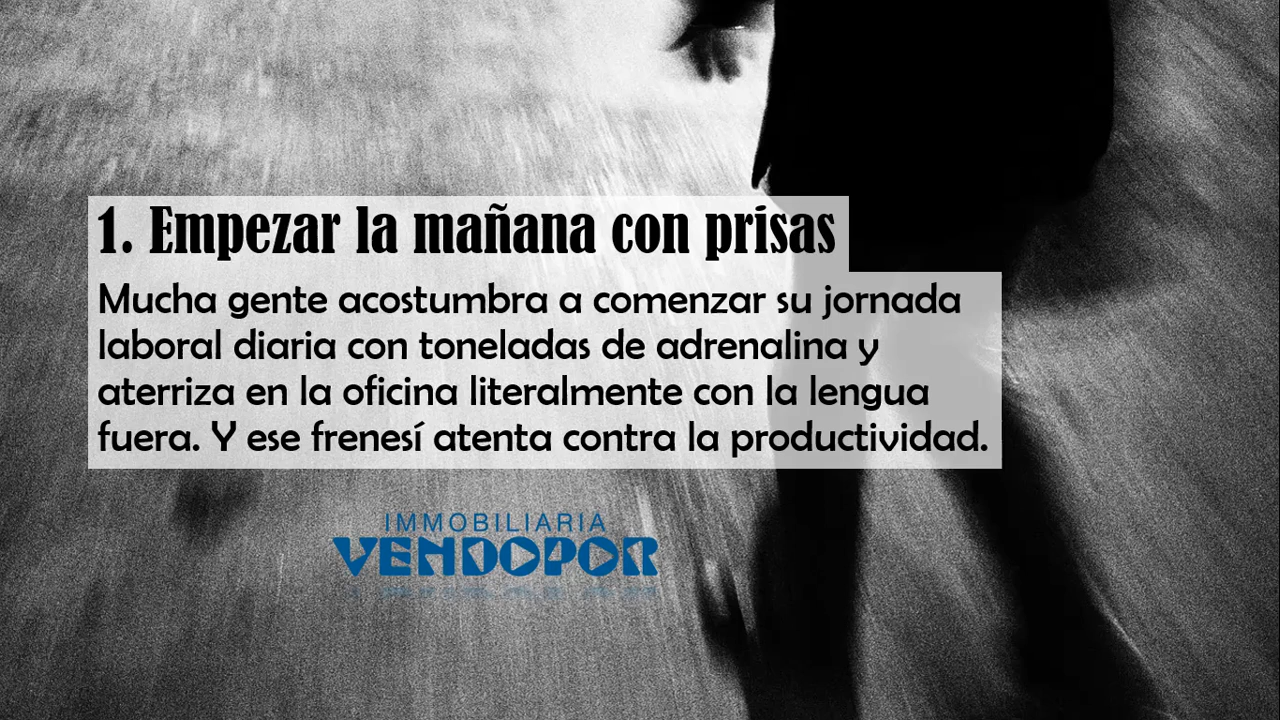 1. Empezar la mañana con prisas
Mucha gente acostumbra a comenzar su jornada
laboral diaria con toneladas de adrenalina y
aterriza en la oficina literalmente con la lengua
fuera. Y ese frenesí atenta contra la productividad.
IMMOBILIARIA
VENDOPOR